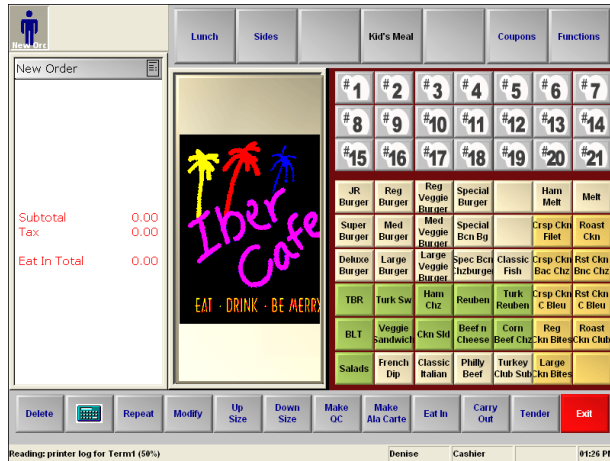 New Orc
Lunch
Sides
Kid's Meal
Coupons
Functions
New Order
Subtotal 0.00
Tax 0.00
Eat In Total 0.00
Iber
Cafe
EAT · DRINK · BE MERRY
#1 #2 #3 #4 #5 #6 #7
#8 #9 #10 #11 #12 #13 #14
#15 #16 #17 #18 #19 #20 #21
JR
Burger
Reg
Burger
Reg
Veggie
Burger
Special
Burger
Ham
Melt
Melt
Super
Burger
Med
Burger
Med
Veggie
Burger
Special
Bcn Bg
Crsp Ckn
Filet
Roast
Ckn
Deluxe
Burger
Large
Burger
Large
Veggie
Burger
Spec Bcn
Chzburge
Classic
Fish
Crsp Ckn
Bac Chz
Rst Ckn
Bnc Chz
TBR
Turk Sw
Ham
Chz
Reuben
Turk
Reuben
Crsp Ckn
C Bleu
Rst Ckn
C Bleu
BLT
Veggie
Sandwich
Ckn Sld
Beef n
Cheese
Corn
Beef Chz
Reg
Ckn Bites
Roast
Ckn Club
Salads
French
Dip
Classic
Italian
Philly
Beef
Turkey
Club Sub
Large
Ckn Bites
Delete
Repeat
Modify
Up
Size
Down
Size
Make
QC
Make
Ala Carte
Eat In
Carry
Out
Tender
Exit
Reading: printer log for Term1 (50%)
Denise
Cashier
01:26 P